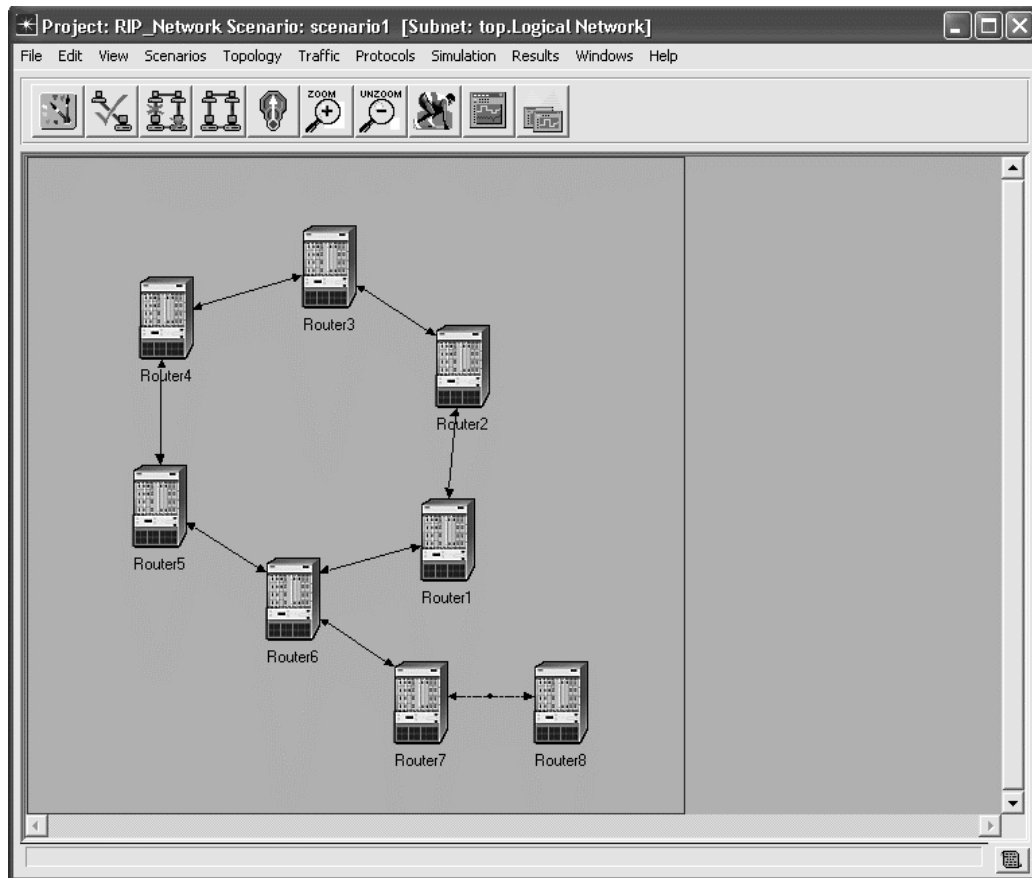 Project: RIP_Network Scenario: scenario1 [Subnet: top.Logical Network]
File Edit View Scenarios Topology Traffic Protocols Simulation Results Windows Help
ZOOM
UNZOOM
Router3
Router4
Router2
Router5
Router1
Router6
Router7
Router8